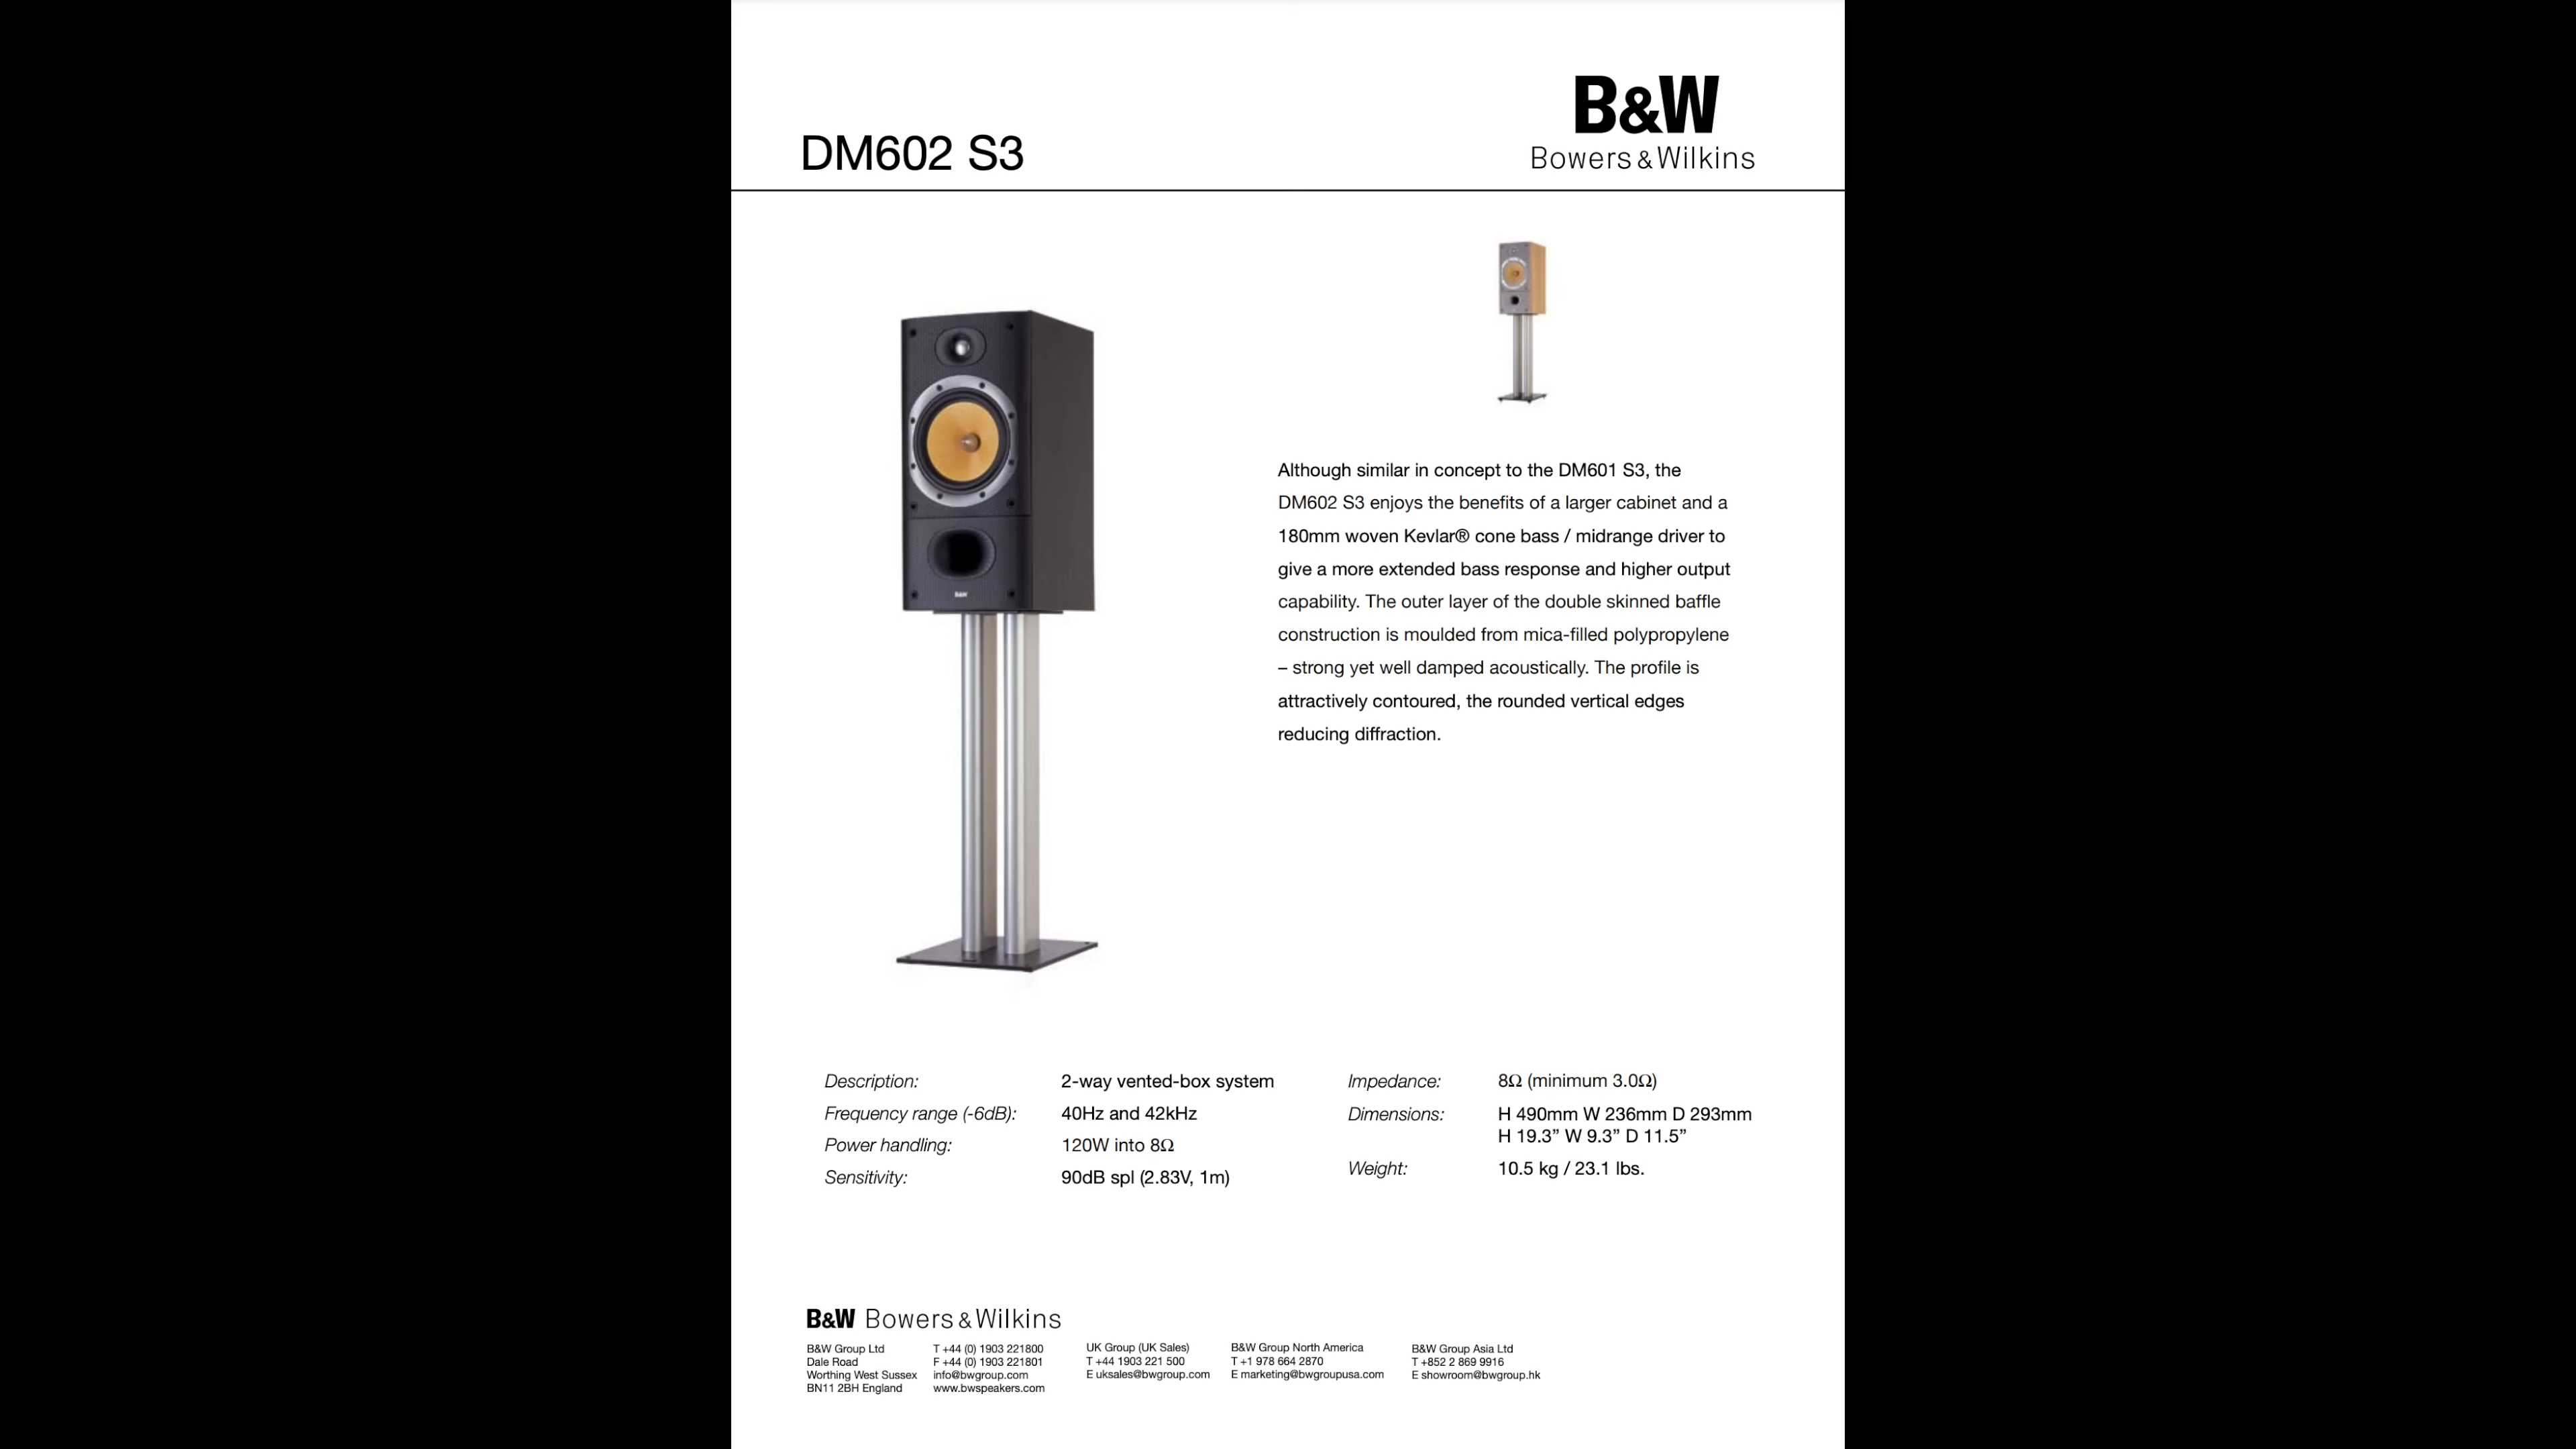 B&W
Bowers & Wilkins
DM602 S3
Although similar in concept to the DM601 S3, the
DM602 S3 enjoys the benefits of a larger cabinet and a
180mm woven Kevlar® cone bass / midrange driver to
give a more extended bass response and higher output
capability. The outer layer of the double skinned baffle
construction is moulded from mica-filled polypropylene
– strong yet well damped acoustically. The profile is
attractively contoured, the rounded vertical edges
reducing diffraction.
B&W
Description: 2-way vented-box system
Frequency range (-6dB): 40Hz and 42kHz
Power handling: 120W into 8Ω
Sensitivity: 90dB spl (2.83V, 1m)
Impedance: 8Ω (minimum 3.0Ω)
Dimensions: H 490mm W 236mm D 293mm
H 19.3” W 9.3” D 11.5”
Weight: 10.5 kg / 23.1 lbs.
B&W Bowers & Wilkins
B&W Group Ltd
Dale Road
Worthing West Sussex
BN11 2BH England
T +44 (0) 1903 221800
F +44 (0) 1903 221801
info@bwgroup.com
www.bwspeakers.com
UK Group (UK Sales)
T +44 1903 221 500
E uksales@bwgroup.com
B&W Group North America
T +1 978 664 2870
E marketing@bwgroupusa.com
B&W Group Asia Ltd
T +852 2 869 9916
E showroom@bwgroup.hk